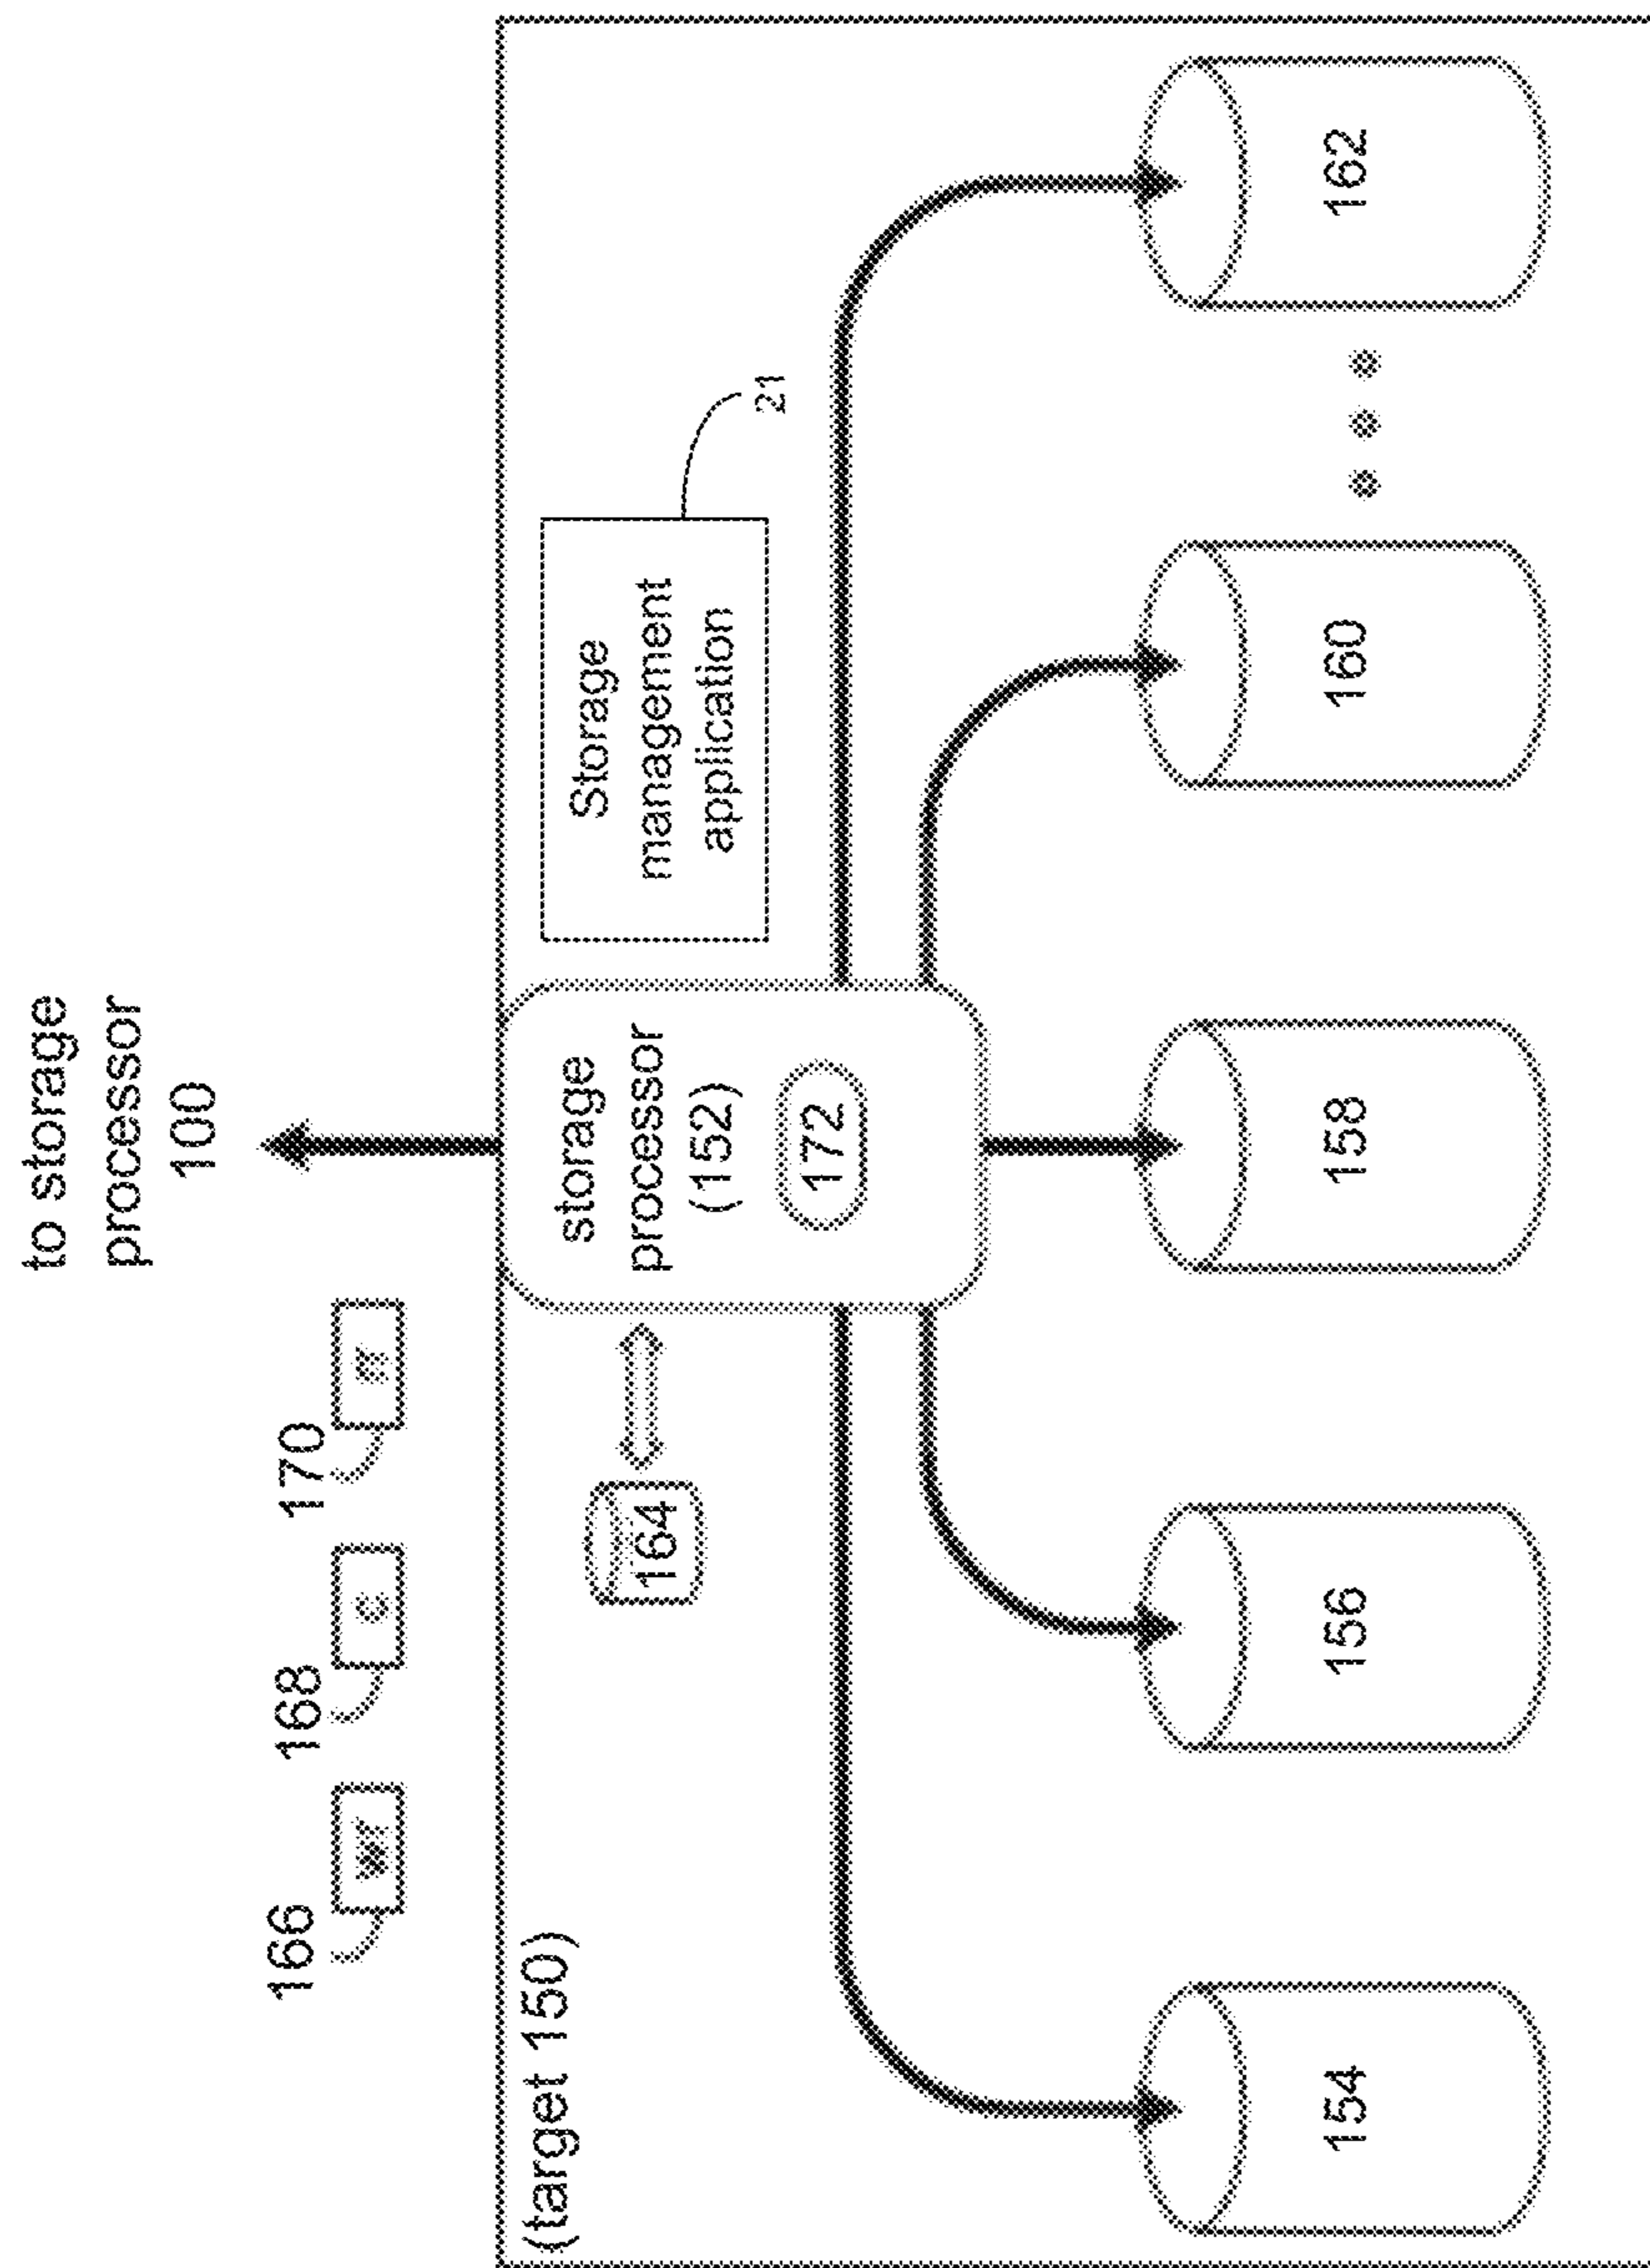 to storage
processor
100
166
168
c
170
rr
(target 150)
164
storage
processor
(152)
172
Storage
management
application
21
154
156
158
160
162